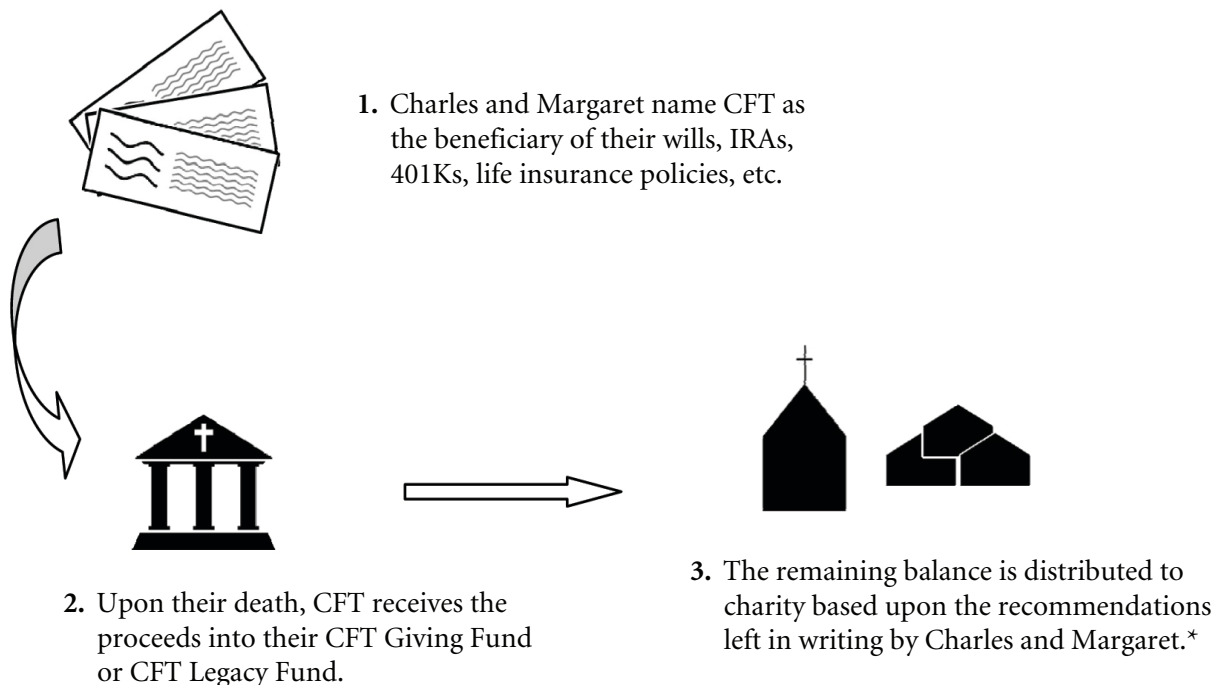 1. Charles and Margaret name CFT as
the beneficiary of their wills, IRAs,
401Ks, life insurance policies, etc.
2. Upon their death, CFT receives the
proceeds into their CFT Giving Fund
or CFT Legacy Fund.
3. The remaining balance is distributed to
charity based upon the recommendations
left in writing by Charles and Margaret.*